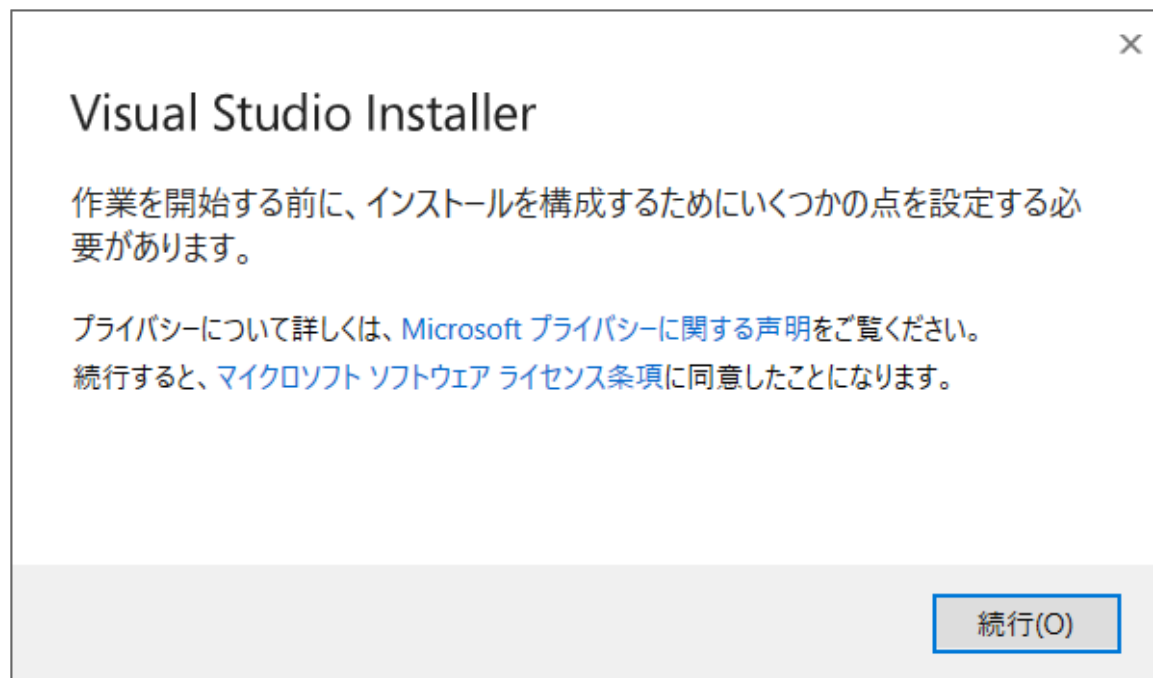 Visual Studio Installer
作業を開始する前に、インストールを構成するためにいくつかの点を設定する必
要があります。
プライバシーについて詳しくは、Microsoft プライバシーに関する声明をご覧ください。
続行すると、マイクロソフト ソフトウェア ライセンス条項に同意したことになります。
続行(O)